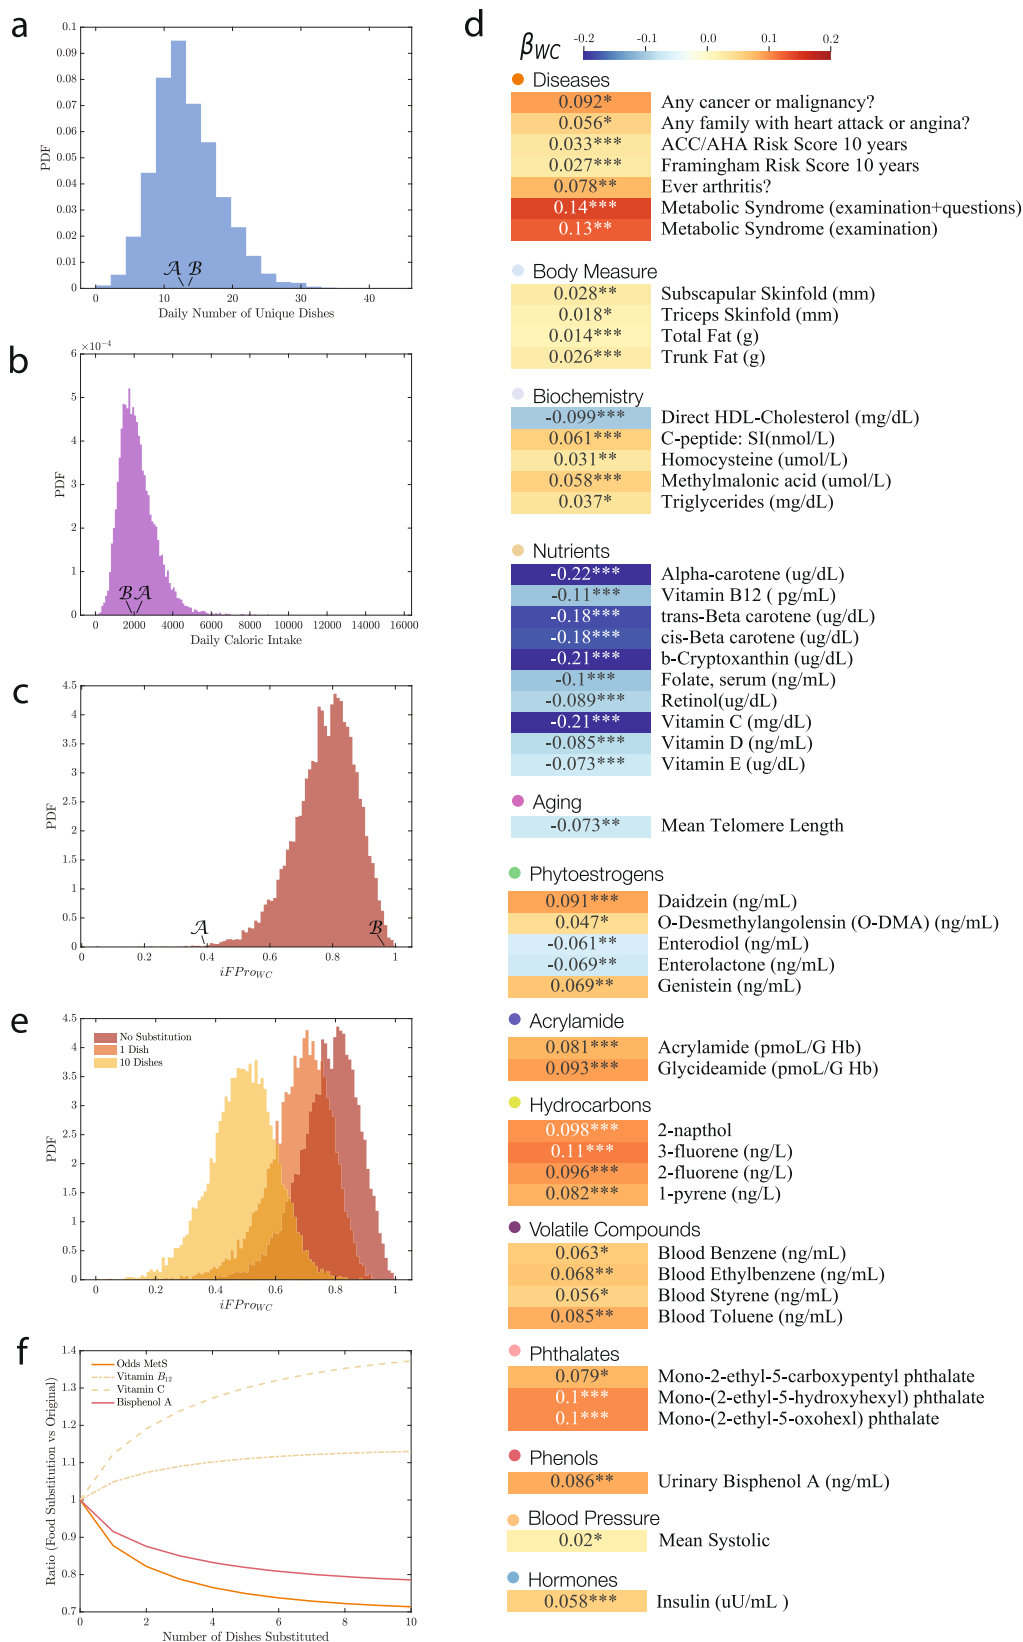 a
0.1
0.09
0.08
0.07
0.06
0.05
0.04
0.03
0.02
0.01
0
PDF
A B
0 10 20 30 40
Daily Number of Unique Dishes
b
×10⁻⁴
6
5
4
3
2
1
0
PDF
B A
0 2000 4000 6000 8000 10000 12000 14000 16000
Daily Caloric Intake
c
4.5
4
3.5
3
2.5
2
1.5
1
0.5
0
PDF
A B
0 0.2 0.4 0.6 0.8 1
iFPro_WC
e
4.5
4
3.5
3
2.5
2
1.5
1
0.5
0
PDF
No Substitution
1 Dish
10 Dishes
0 0.2 0.4 0.6 0.8 1
iFPro_WC
f
1.4
1.3
1.2
1.1
1
0.9
0.8
0.7
Ratio (Food Substitution vs Original)
Odds MetS
Vitamin B₁₂
Vitamin C
Bisphenol A
0 2 4 6 8 10
Number of Dishes Substituted
d
β_WC
-0.2 -0.1 0.0 0.1 0.2
Diseases
0.092* Any cancer or malignancy?
0.056* Any family with heart attack or angina?
0.033*** ACC/AHA Risk Score 10 years
0.027*** Framingham Risk Score 10 years
0.078** Ever arthritis?
0.14*** Metabolic Syndrome (examination+questions)
0.13** Metabolic Syndrome (examination)
Body Measure
0.028** Subscapular Skinfold (mm)
0.018* Triceps Skinfold (mm)
0.014*** Total Fat (g)
0.026*** Trunk Fat (g)
Biochemistry
-0.099*** Direct HDL-Cholesterol (mg/dL)
0.061*** C-peptide: SI(nmol/L)
0.031** Homocysteine (umol/L)
0.058*** Methylmalonic acid (umol/L)
0.037* Triglycerides (mg/dL)
Nutrients
-0.22*** Alpha-carotene (ug/dL)
-0.11*** Vitamin B12 ( pg/mL)
-0.18*** trans-Beta carotene (ug/dL)
-0.18*** cis-Beta carotene (ug/dL)
-0.21*** b-Cryptoxanthin (ug/dL)
-0.1*** Folate, serum (ng/mL)
-0.089*** Retinol(ug/dL)
-0.21*** Vitamin C (mg/dL)
-0.085*** Vitamin D (ng/mL)
-0.073*** Vitamin E (ug/dL)
Aging
-0.073** Mean Telomere Length
Phytoestrogens
0.091*** Daidzein (ng/mL)
0.047* O-Desmethylangolensin (O-DMA) (ng/mL)
-0.061** Enterodiol (ng/mL)
-0.069** Enterolactone (ng/mL)
0.069** Genistein (ng/mL)
Acrylamide
0.081*** Acrylamide (pmoL/G Hb)
0.093*** Glycideamide (pmoL/G Hb)
Hydrocarbons
0.098*** 2-napthol
0.11*** 3-fluorene (ng/L)
0.096*** 2-fluorene (ng/L)
0.082*** 1-pyrene (ng/L)
Volatile Compounds
0.063* Blood Benzene (ng/mL)
0.068** Blood Ethylbenzene (ng/mL)
0.056* Blood Styrene (ng/mL)
0.085** Blood Toluene (ng/mL)
Phthalates
0.079* Mono-2-ethyl-5-carboxypentyl phthalate
0.1*** Mono-(2-ethyl-5-hydroxyhexyl) phthalate
0.1*** Mono-(2-ethyl-5-oxohexl) phthalate
Phenols
0.086** Urinary Bisphenol A (ng/mL)
Blood Pressure
0.02* Mean Systolic
Hormones
0.058*** Insulin (uU/mL )